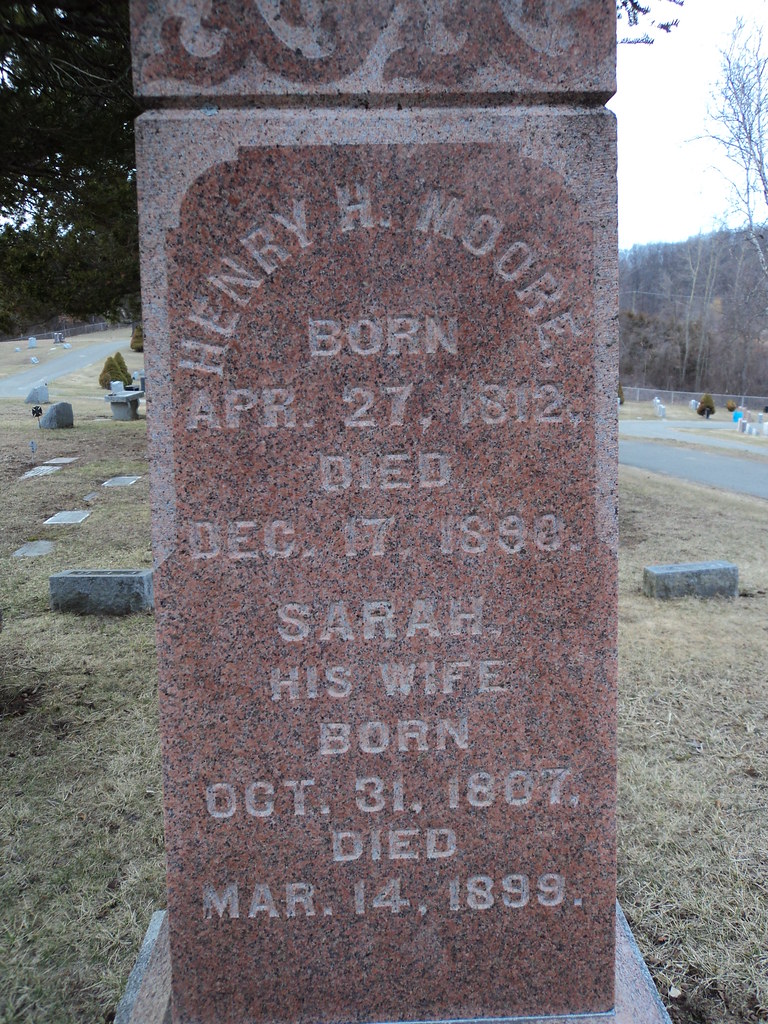 HENRY H. MOORE.
BORN
APR. 27, 1812,
DIED
DEC. 17,
SARAH,
HIS WIFE
BORN
OCT. 31, 1807,
DIED
MAR. 14, 1899.